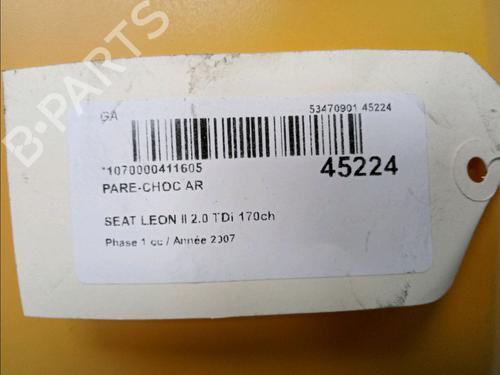 GA
53470901 45224
*1070000411605
45224
PARE-CHOC AR
SEAT LEON II 2.0 TDi 170ch
Phase 1 cc / Année 2007
B-PARTS